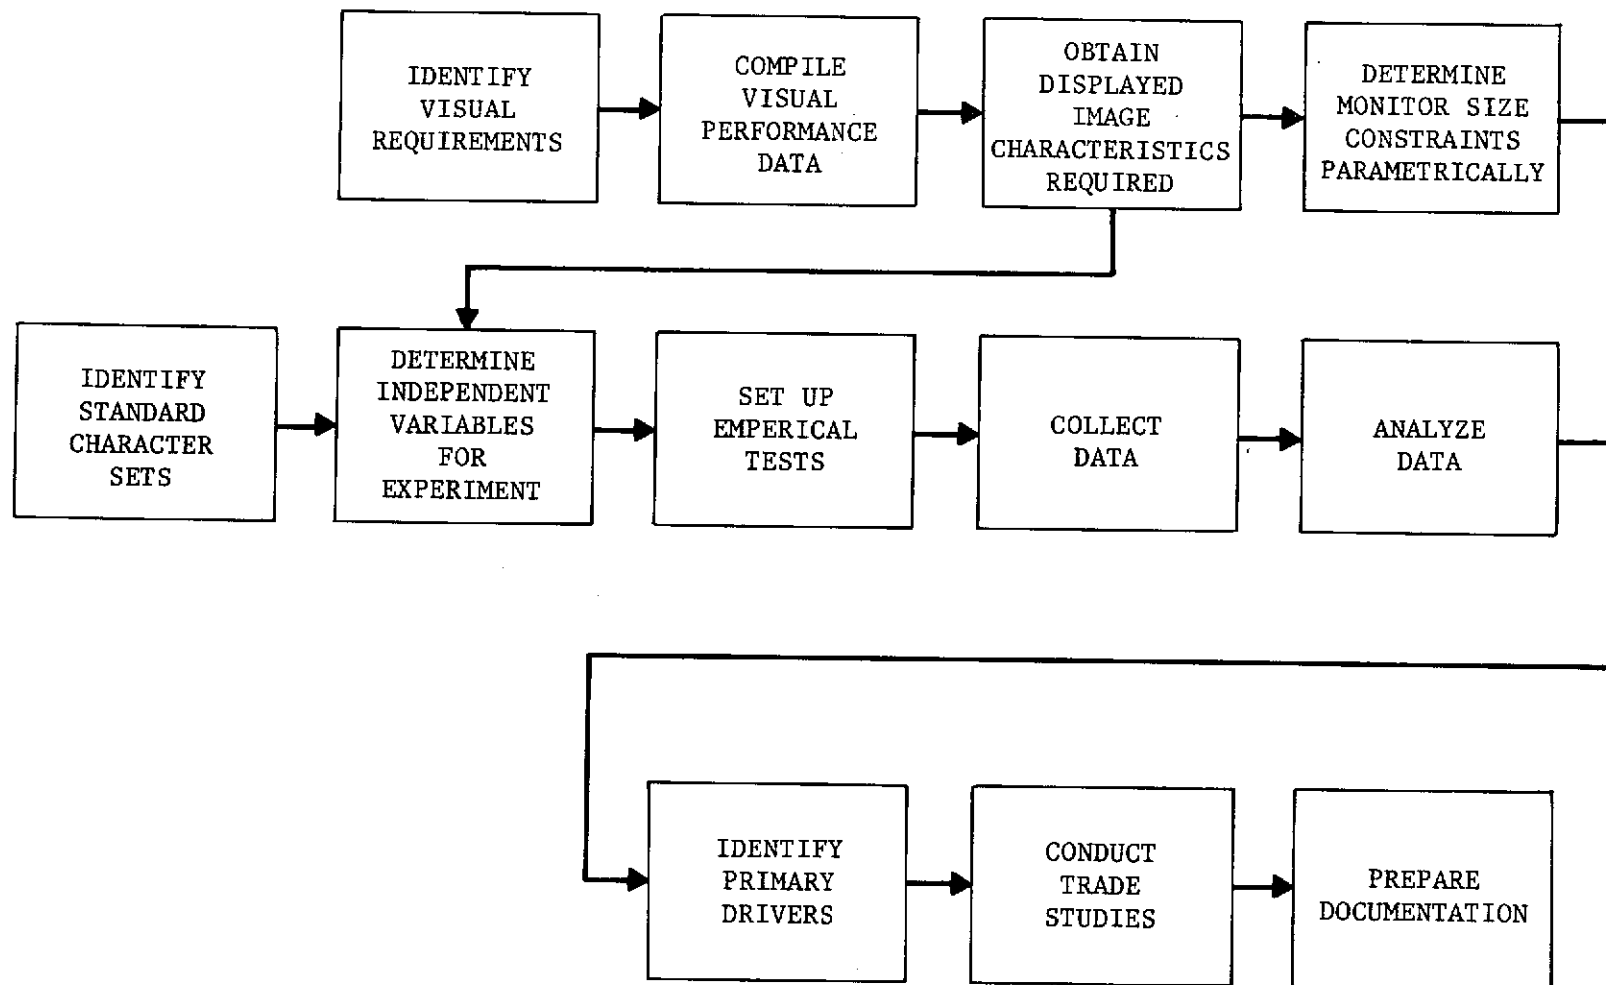 IDENTIFY
VISUAL
REQUIREMENTS
COMPILE
VISUAL
PERFORMANCE
DATA
OBTAIN
DISPLAYED
IMAGE
CHARACTERISTICS
REQUIRED
DETERMINE
MONITOR SIZE
CONSTRAINTS
PARAMETRICALLY
IDENTIFY
STANDARD
CHARACTER
SETS
DETERMINE
INDEPENDENT
VARIABLES
FOR
EXPERIMENT
SET UP
EMPERICAL
TESTS
COLLECT
DATA
ANALYZE
DATA
IDENTIFY
PRIMARY
DRIVERS
CONDUCT
TRADE
STUDIES
PREPARE
DOCUMENTATION